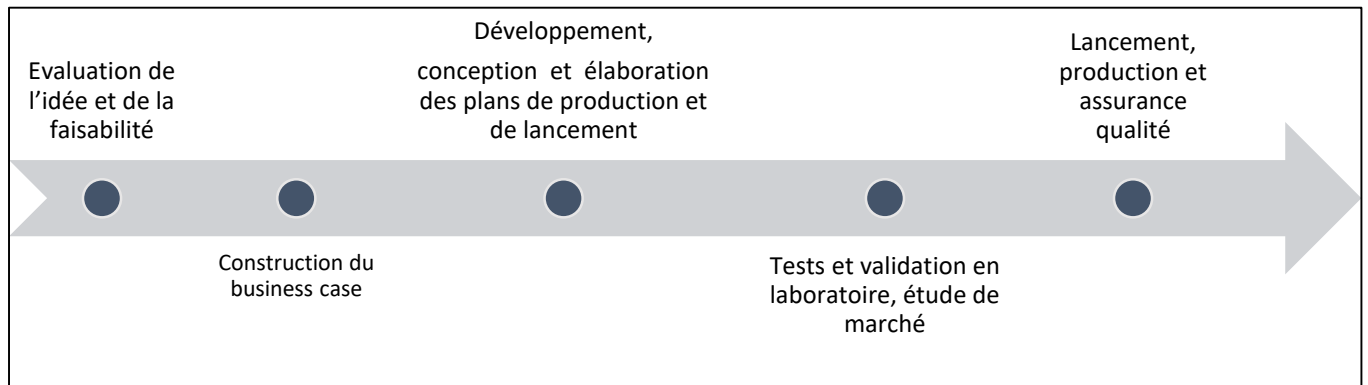 Evaluation de
l’idée et de la
faisabilité
Construction du
business case
Développement,
conception et élaboration
des plans de production et
de lancement
Tests et validation en
laboratoire, étude de
marché
Lancement,
production et
assurance
qualité